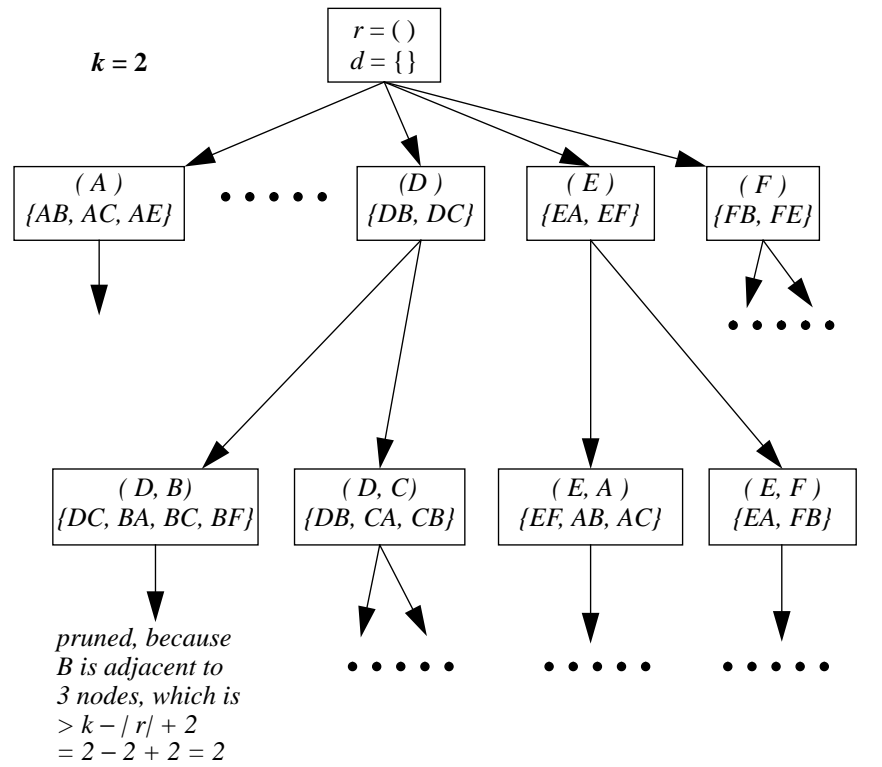 k = 2
r = ( )
d = {}
( A )
{AB, AC, AE}
(D )
{DB, DC}
( E )
{EA, EF}
( F )
{FB, FE}
( D, B)
{DC, BA, BC, BF}
( D, C)
{DB, CA, CB}
( E, A )
{EF, AB, AC}
( E, F )
{EA, FB}
pruned, because
B is adjacent to
3 nodes, which is
> k − | r| + 2
= 2 − 2 + 2 = 2